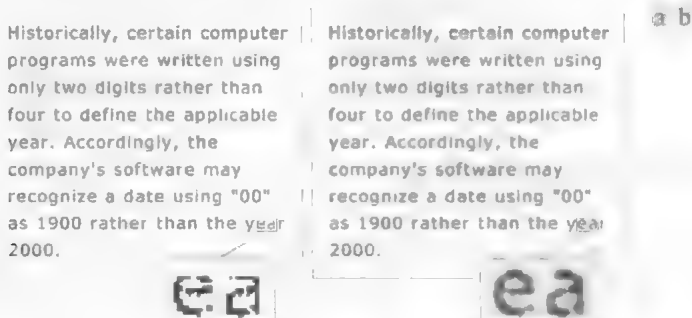 a b
Historically, certain computer
programs were written using
only two digits rather than
four to define the applicable
year. Accordingly, the
company's software may
recognize a date using "00"
as 1900 rather than the year
2000.
ea
Historically, certain computer
programs were written using
only two digits rather than
four to define the applicable
year. Accordingly, the
company's software may
recognize a date using "00"
as 1900 rather than the year
2000.
ea